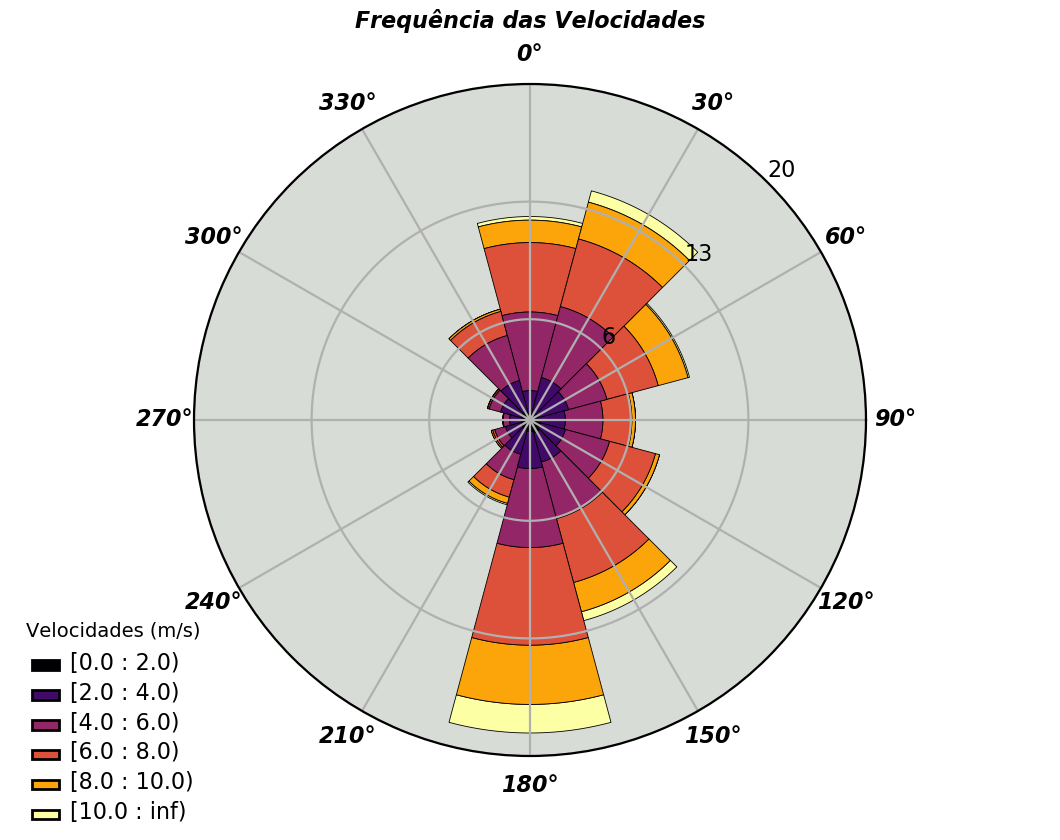 Frequência das Velocidades
0°
330°
30°
20
300°
60°
13
6
270°
90°
240°
120°
Velocidades (m/s)
[0.0 : 2.0)
[2.0 : 4.0)
[4.0 : 6.0)
210°
150°
[6.0 : 8.0)
[8.0 : 10.0)
180°
[10.0 : inf)